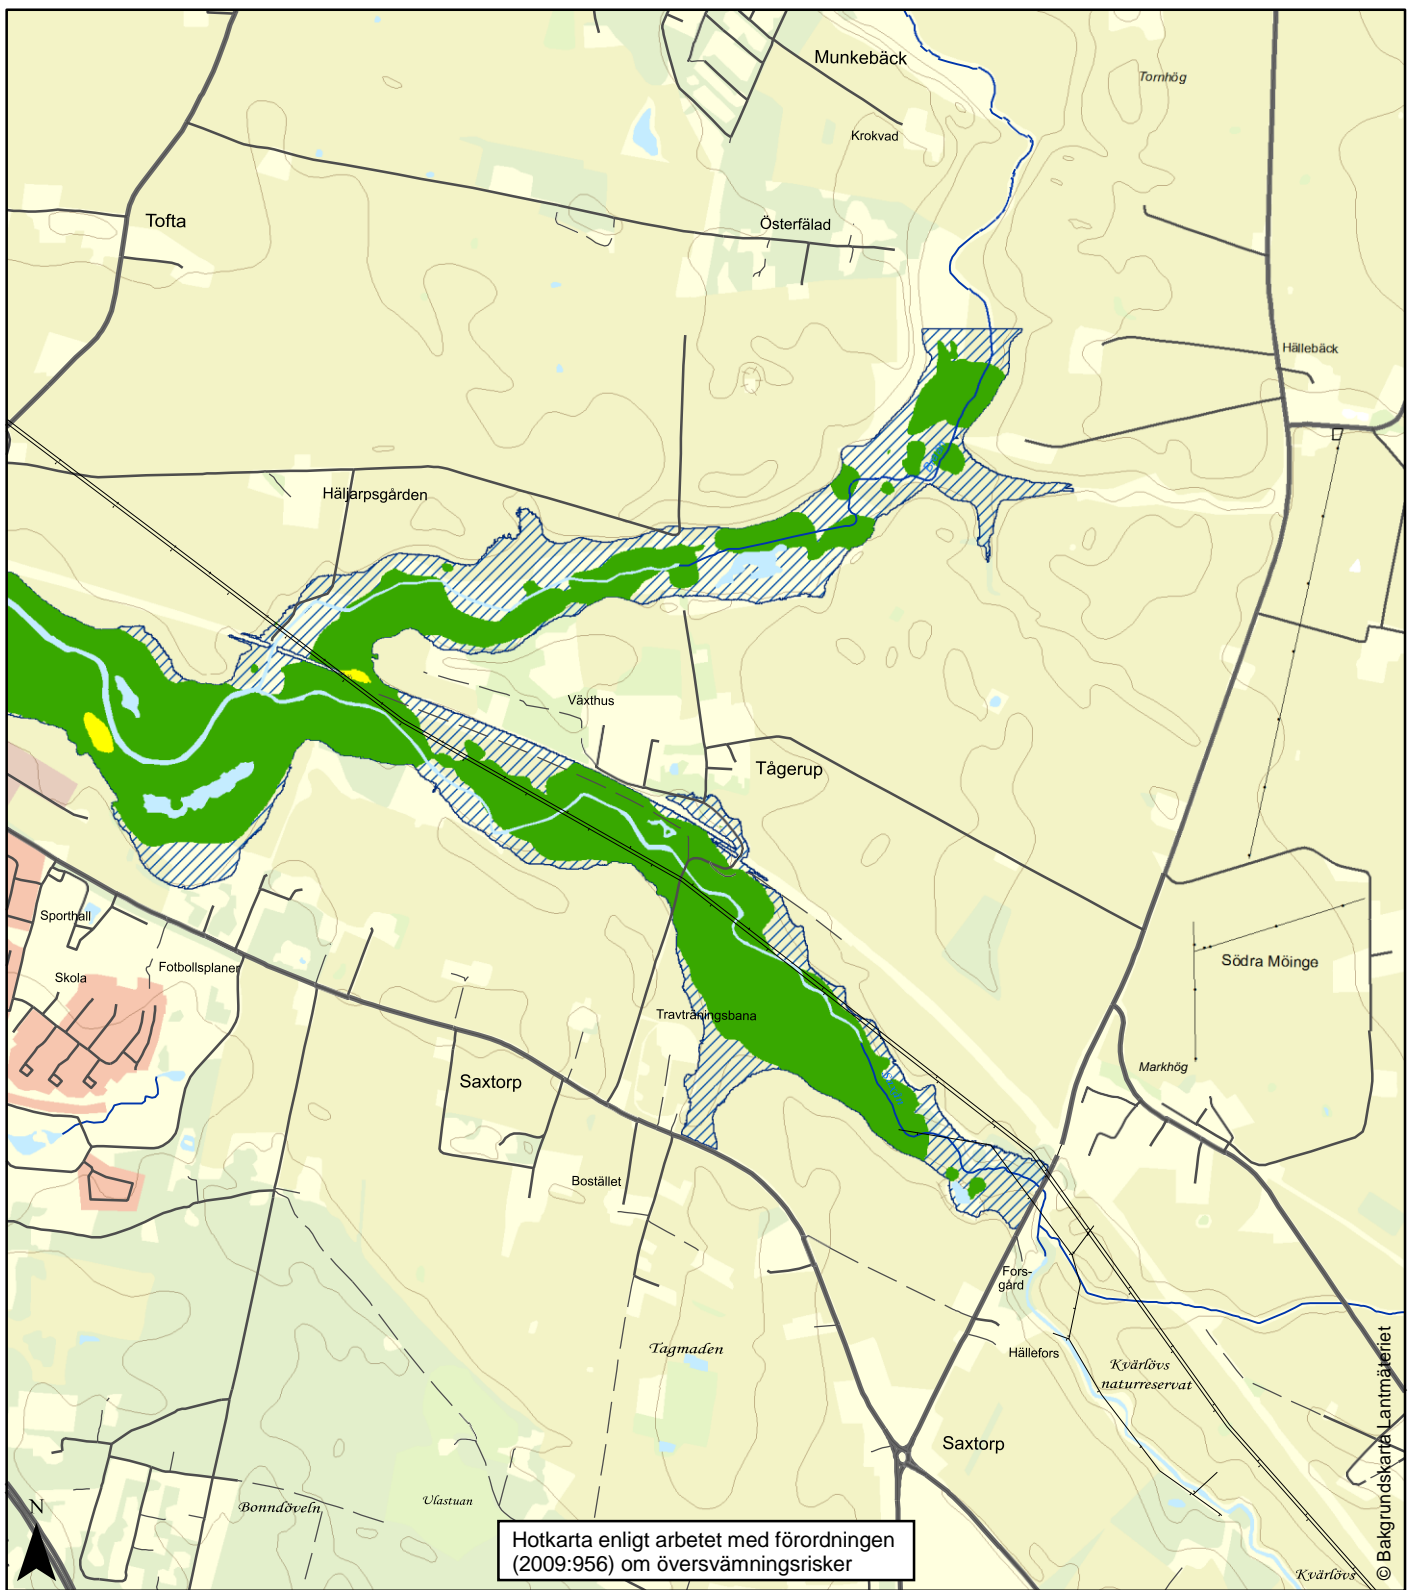 Munkebäck
Tornhög
Krokvad
Tofta
Österfälad
Hällebäck
Häljarpsgården
Växthus
Tågerup
Sporthall
Södra Möinge
Fotbollsplaner
Skola
Travträningsbana
Markhög
Saxtorp
Bostället
Fors-
gård
Tagmaden
Hällefors
Kvärlövs
naturreservat
Saxtorp
Ulastuan
Bonndöveln
N
Hotkarta enligt arbetet med förordningen
(2009:956) om översvämningsrisker
Kvärlövs
© Bakgrundskarta Lantmäteriet